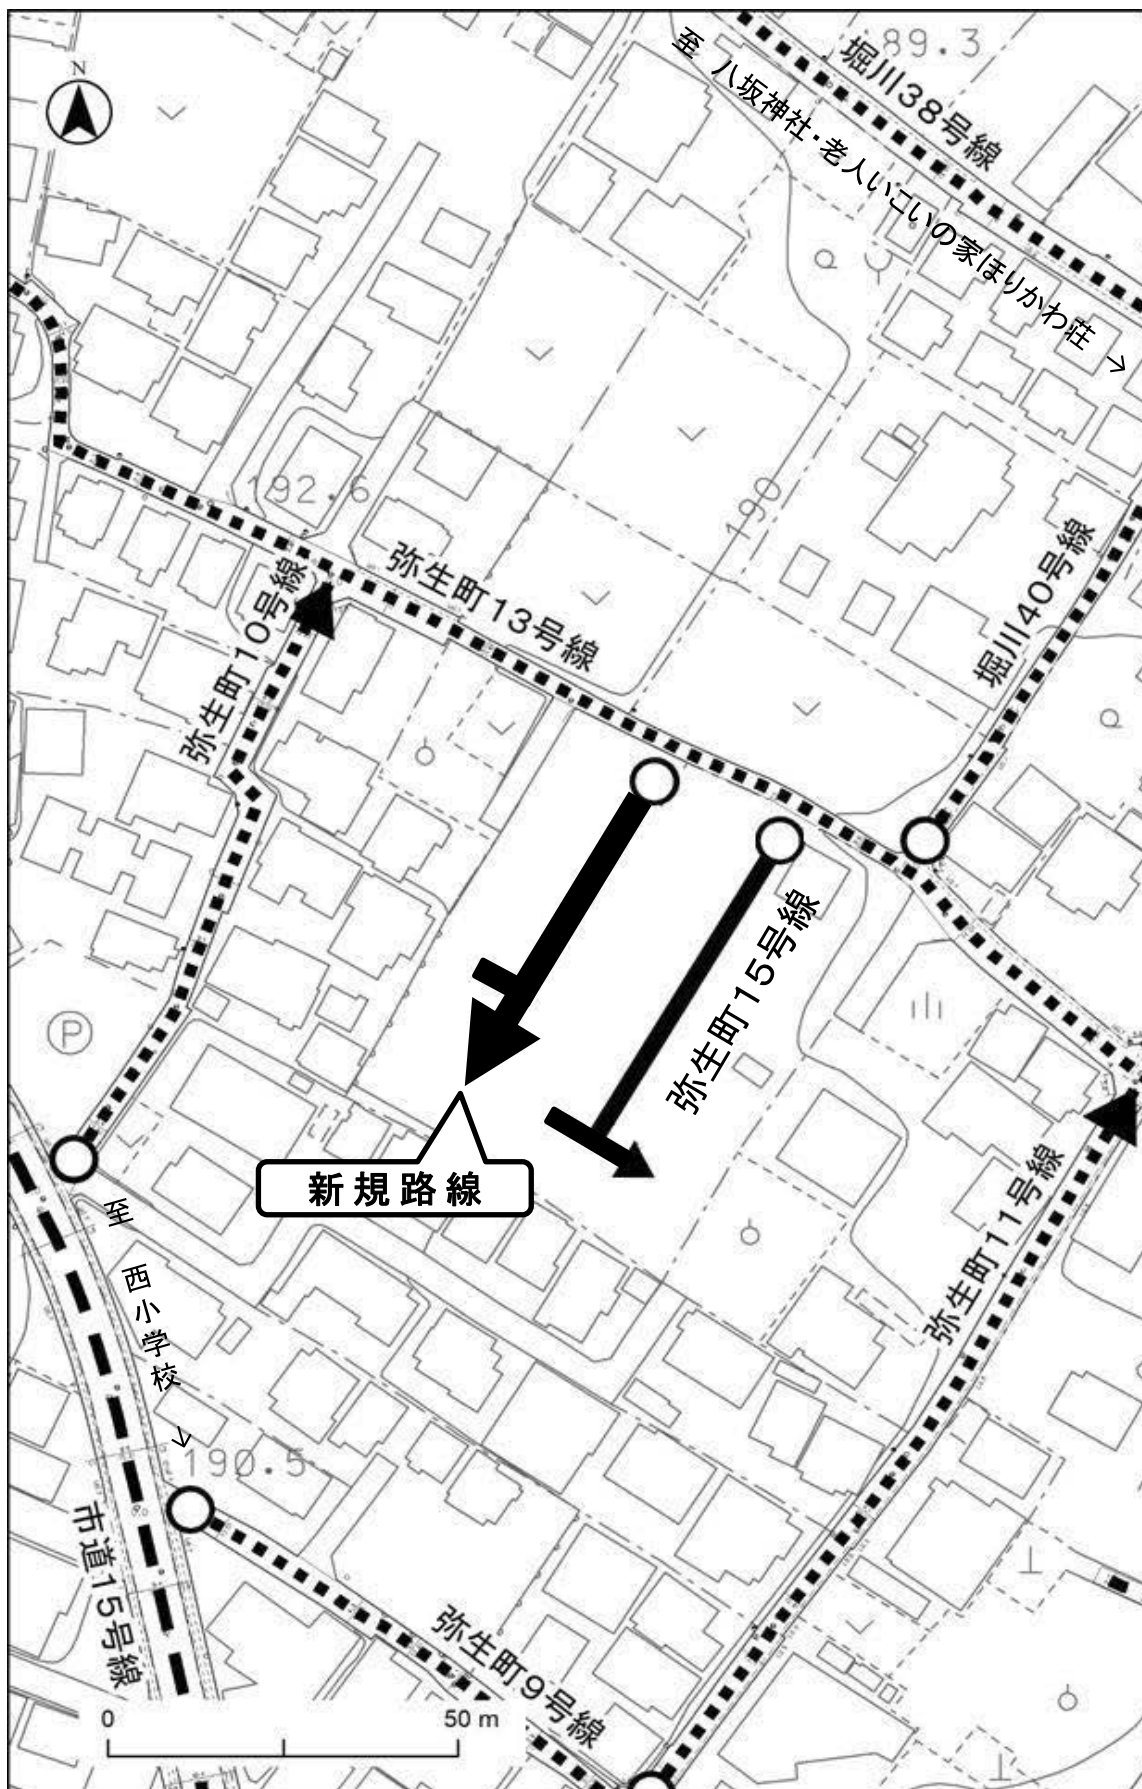 N
89.3
堀川38号線
至 八坂神社・老人いこいの家ほりかわ荘 →
192.6
弥生町10号線
弥生町13号線
190
堀川40号線
弥生町15号線
P
新規路線
弥生町11号線
至 西小学校 →
190.5
市道15号線
弥生町9号線
0 50 m